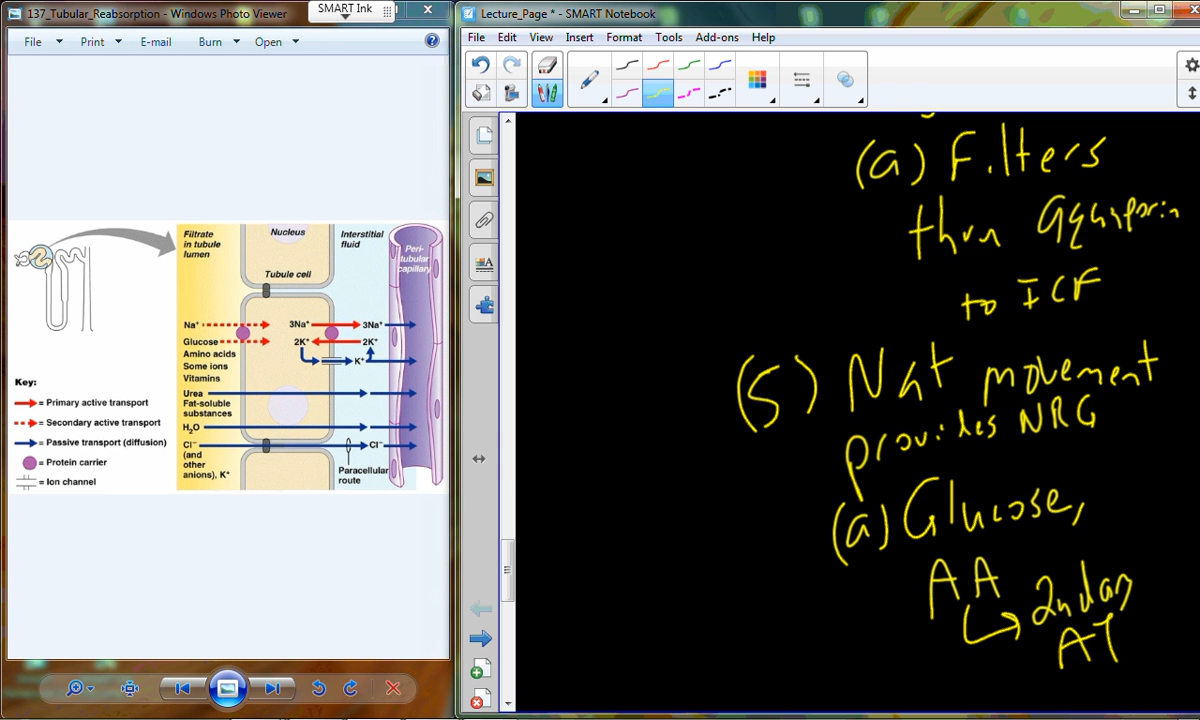 137_Tubular_Reabsorption - Windows Photo Viewer
SMART Ink
File Print E-mail Burn Open
Filtrate
in tubule
lumen
Nucleus
Interstitial
fluid
Peri-
tubular
capillary
Tubule cell
Na⁺ 3Na⁺ 3Na⁺
Glucose 2K⁺ 2K⁺
Amino acids
Some ions
Vitamins
K⁺
Urea
Fat-soluble
substances
H₂O
Cl⁻ Cl⁻
(and
other
anions), K⁺
Paracellular
route
Key:
= Primary active transport
= Secondary active transport
= Passive transport (diffusion)
= Protein carrier
= Ion channel
Lecture_Page * - SMART Notebook
File Edit View Insert Format Tools Add-ons Help
(a) Filters
thru
to ICF
(5) Na+ movement
provides NRG
(a) Glucose,
AA
2ndary
AT